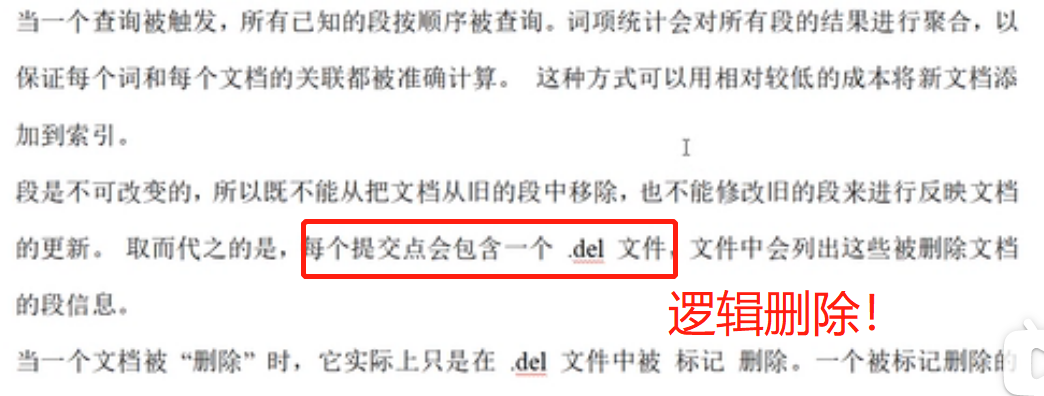 当一个查询被触发，所有已知的段按顺序被查询。词项统计会对所有段的结果进行聚合，以
保证每个词和每个文档的关联都被准确计算。 这种方式可以用相对较低的成本将新文档添
加到索引。
段是不可改变的，所以既不能从把文档从旧的段中移除，也不能修改旧的段来进行反映文档
的更新。 取而代之的是，每个提交点会包含一个 .del 文件，文件中会列出这些被删除文档
的段信息。
逻辑删除！
当一个文档被 “删除” 时，它实际上只是在 .del 文件中被 标记 删除。一个被标记删除的